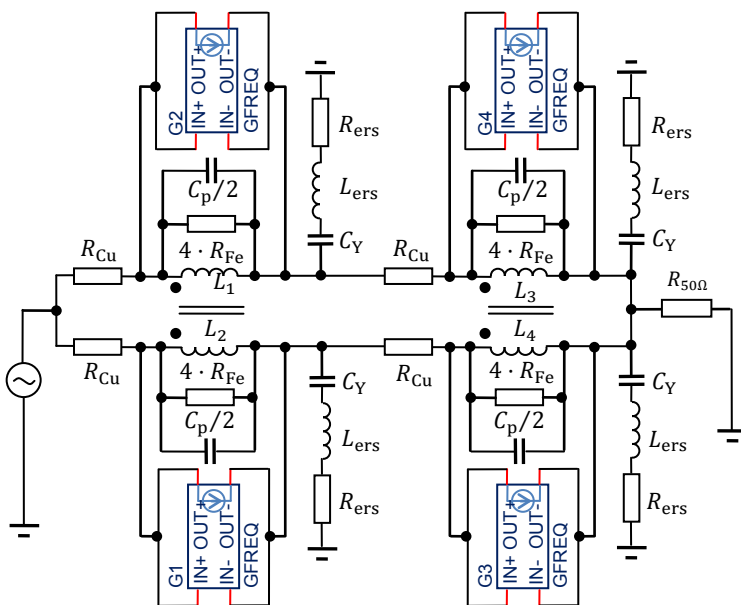 G2
IN+ OUT+
IN- OUT-
GFREQ
G4
IN+ OUT+
IN- OUT-
GFREQ
R_ers
R_ers
C_p/2
L_ers
C_p/2
L_ers
R_Cu
4 · R_Fe
C_Y
R_Cu
4 · R_Fe
C_Y
L_1
L_3
R_50Ω
L_2
L_4
R_Cu
4 · R_Fe
C_Y
R_Cu
4 · R_Fe
C_Y
C_p/2
L_ers
C_p/2
L_ers
R_ers
R_ers
G1
IN+ OUT+
IN- OUT-
GFREQ
G3
IN+ OUT+
IN- OUT-
GFREQ